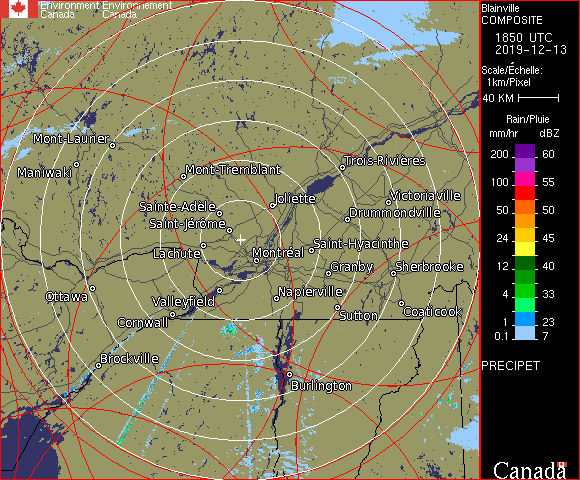 Environment Environnement
Canada Canada
Blainville
COMPOSITE
1850 UTC
2019-12-13
Scale/Échelle:
1km/Pixel
40 KM
Rain/Pluie
mm/hr dBZ
200 60
150 57
100 55
50 50
24 45
12 40
4 33
1 23
0.1 7
PRECIPET
Canada
Mont-Laurier
Maniwaki
Mont-Tremblant
Trois-Rivières
Joliette
Victoriaville
Sainte-Adèle
Drummondville
Saint-Jérôme
Saint-Hyacinthe
Lachute
Montréal
Granby
Sherbrooke
Ottawa
Valleyfield
Napierville
Cornwall
Sutton
Coaticook
Brockville
Burlington